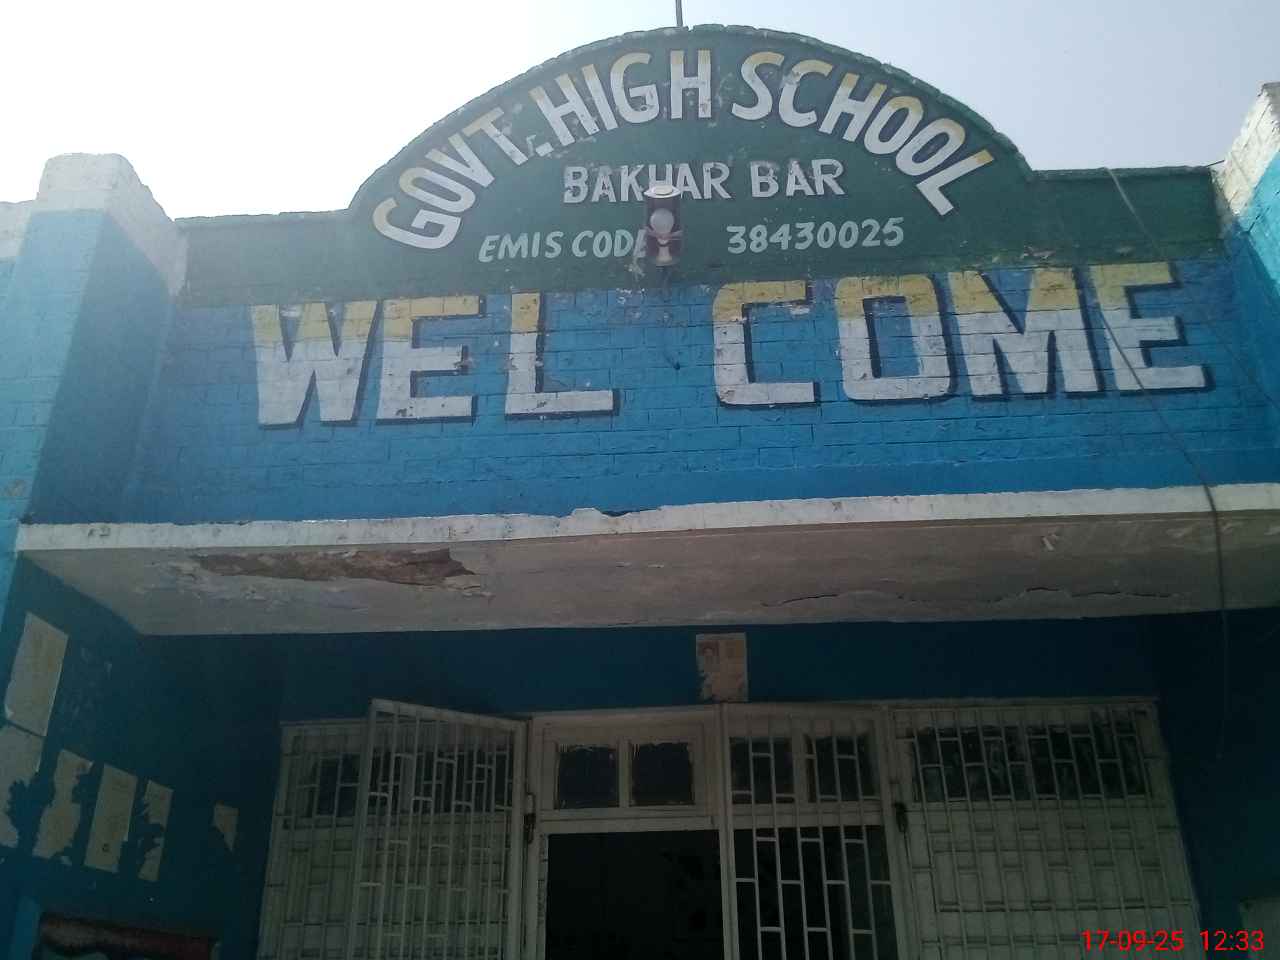 GOVT. HIGH SCHOOL
BAKHAR BAR
EMIS CODE 38430025
WEL COME
17-09-25 12:33